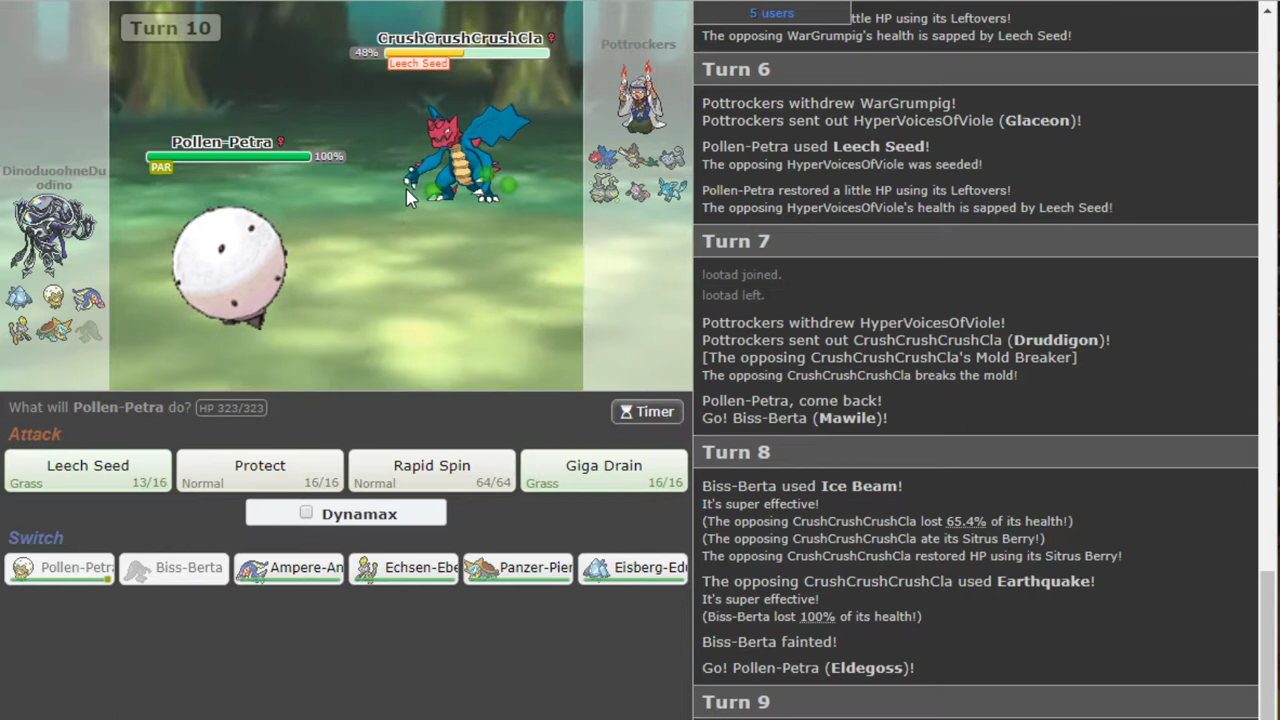 Turn 10
CrushCrushCrushCla ♀
48%
Leech Seed
Pollen-Petra ♀
100%
PAR
DinoduoohneDu
odino
Pottrockers
What will Pollen-Petra do? HP 323/323
Timer
Attack
Leech Seed
Grass 13/16
Protect
Normal 16/16
Rapid Spin
Normal 64/64
Giga Drain
Grass 16/16
Dynamax
Switch
Pollen-Petr
Biss-Berta
Ampere-An
Echsen-Ebe
Panzer-Pier
Eisberg-Ed
5 users
ttle HP using its Leftovers!
The opposing WarGrumpig's health is sapped by Leech Seed!
Turn 6
Pottrockers withdrew WarGrumpig!
Pottrockers sent out HyperVoicesOfViole (Glaceon)!
Pollen-Petra used Leech Seed!
The opposing HyperVoicesOfViole was seeded!
Pollen-Petra restored a little HP using its Leftovers!
The opposing HyperVoicesOfViole's health is sapped by Leech Seed!
Turn 7
lootad joined.
lootad left.
Pottrockers withdrew HyperVoicesOfViole!
Pottrockers sent out CrushCrushCrushCla (Druddigon)!
[The opposing CrushCrushCrushCla's Mold Breaker]
The opposing CrushCrushCrushCla breaks the mold!
Pollen-Petra, come back!
Go! Biss-Berta (Mawile)!
Turn 8
Biss-Berta used Ice Beam!
It's super effective!
(The opposing CrushCrushCrushCla lost 65.4% of its health!)
(The opposing CrushCrushCrushCla ate its Sitrus Berry!)
The opposing CrushCrushCrushCla restored HP using its Sitrus Berry!
The opposing CrushCrushCrushCla used Earthquake!
It's super effective!
(Biss-Berta lost 100% of its health!)
Biss-Berta fainted!
Go! Pollen-Petra (Eldegoss)!
Turn 9